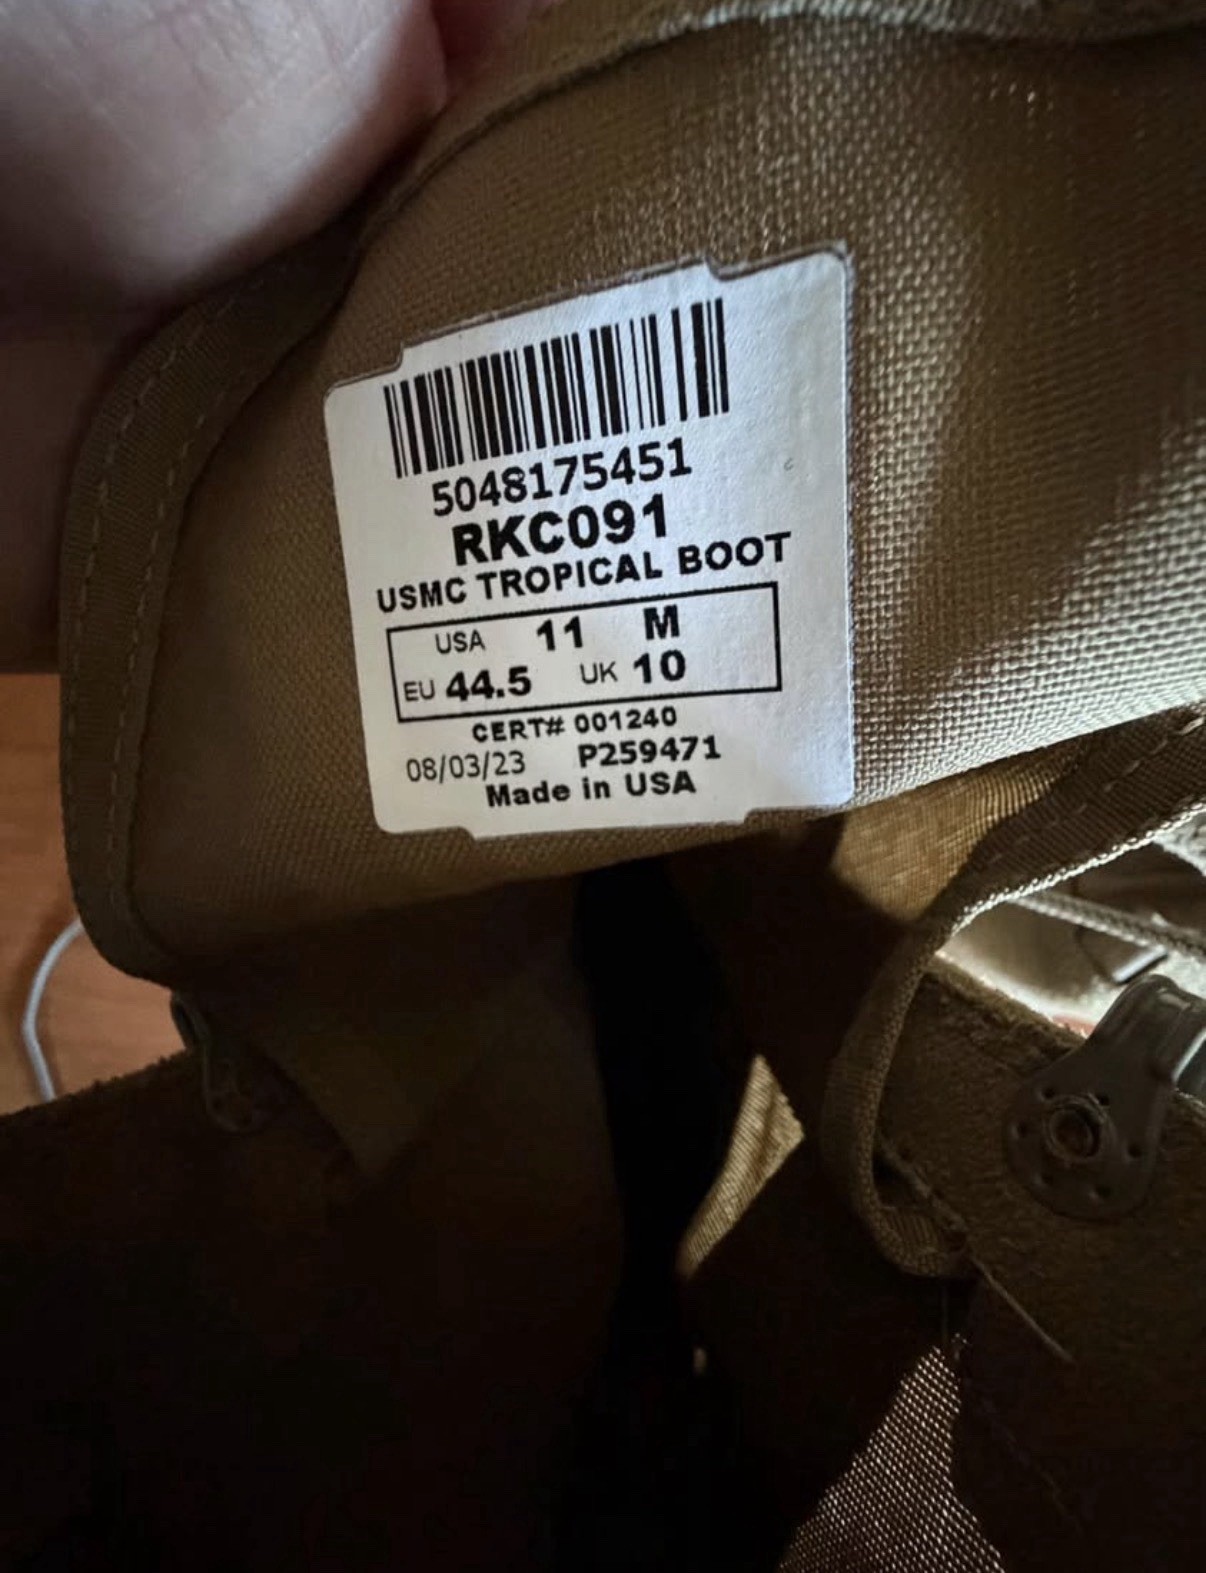 5048175451
RKC091
USMC TROPICAL BOOT
USA 11 M
EU 44.5 UK 10
CERT# 001240
08/03/23 P259471
Made in USA